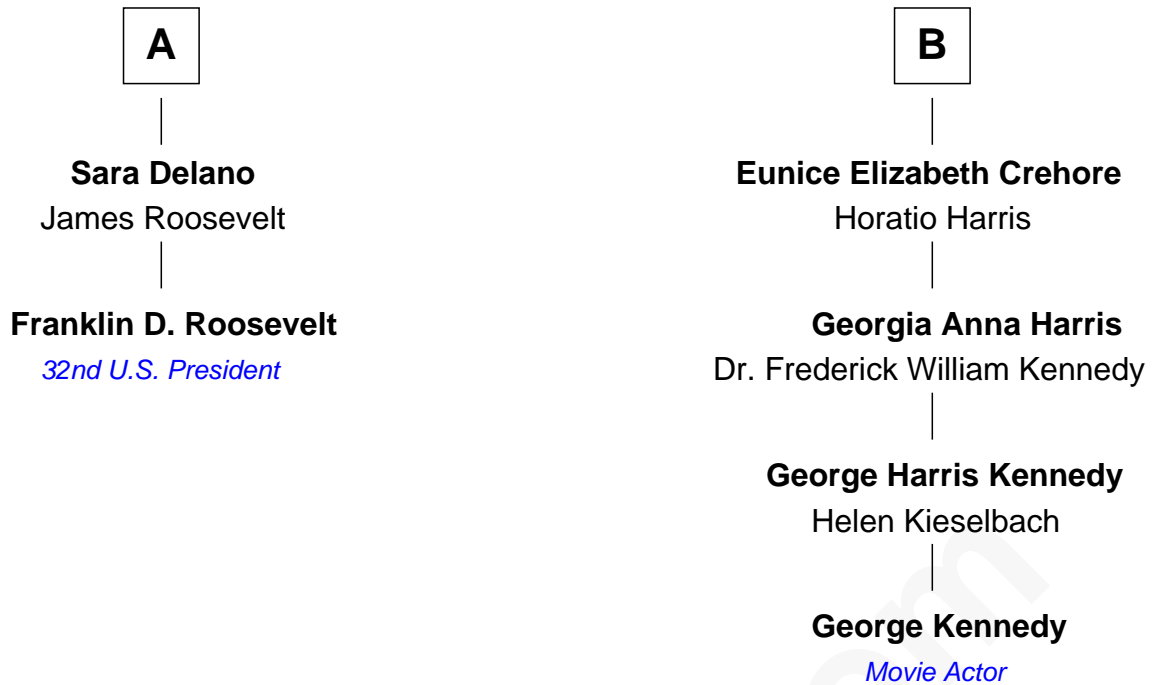 A
Sara Delano
James Roosevelt
Franklin D. Roosevelt
32nd U.S. President
B
Eunice Elizabeth Crehore
Horatio Harris
Georgia Anna Harris
Dr. Frederick William Kennedy
George Harris Kennedy
Helen Kieselbach
George Kennedy
Movie Actor